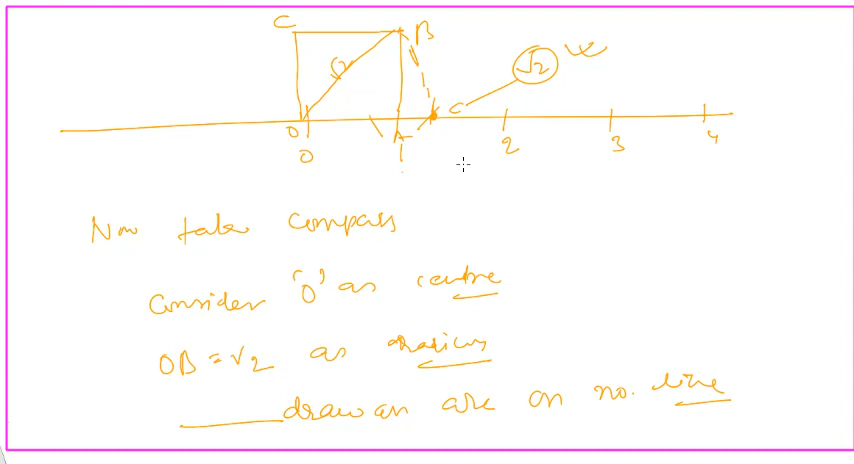 C B √2
√2 C
O A
0 1 2 3 4
Now take compass
Consider 'O' as centre
OB = √2 as radius
draw an arc on no. line